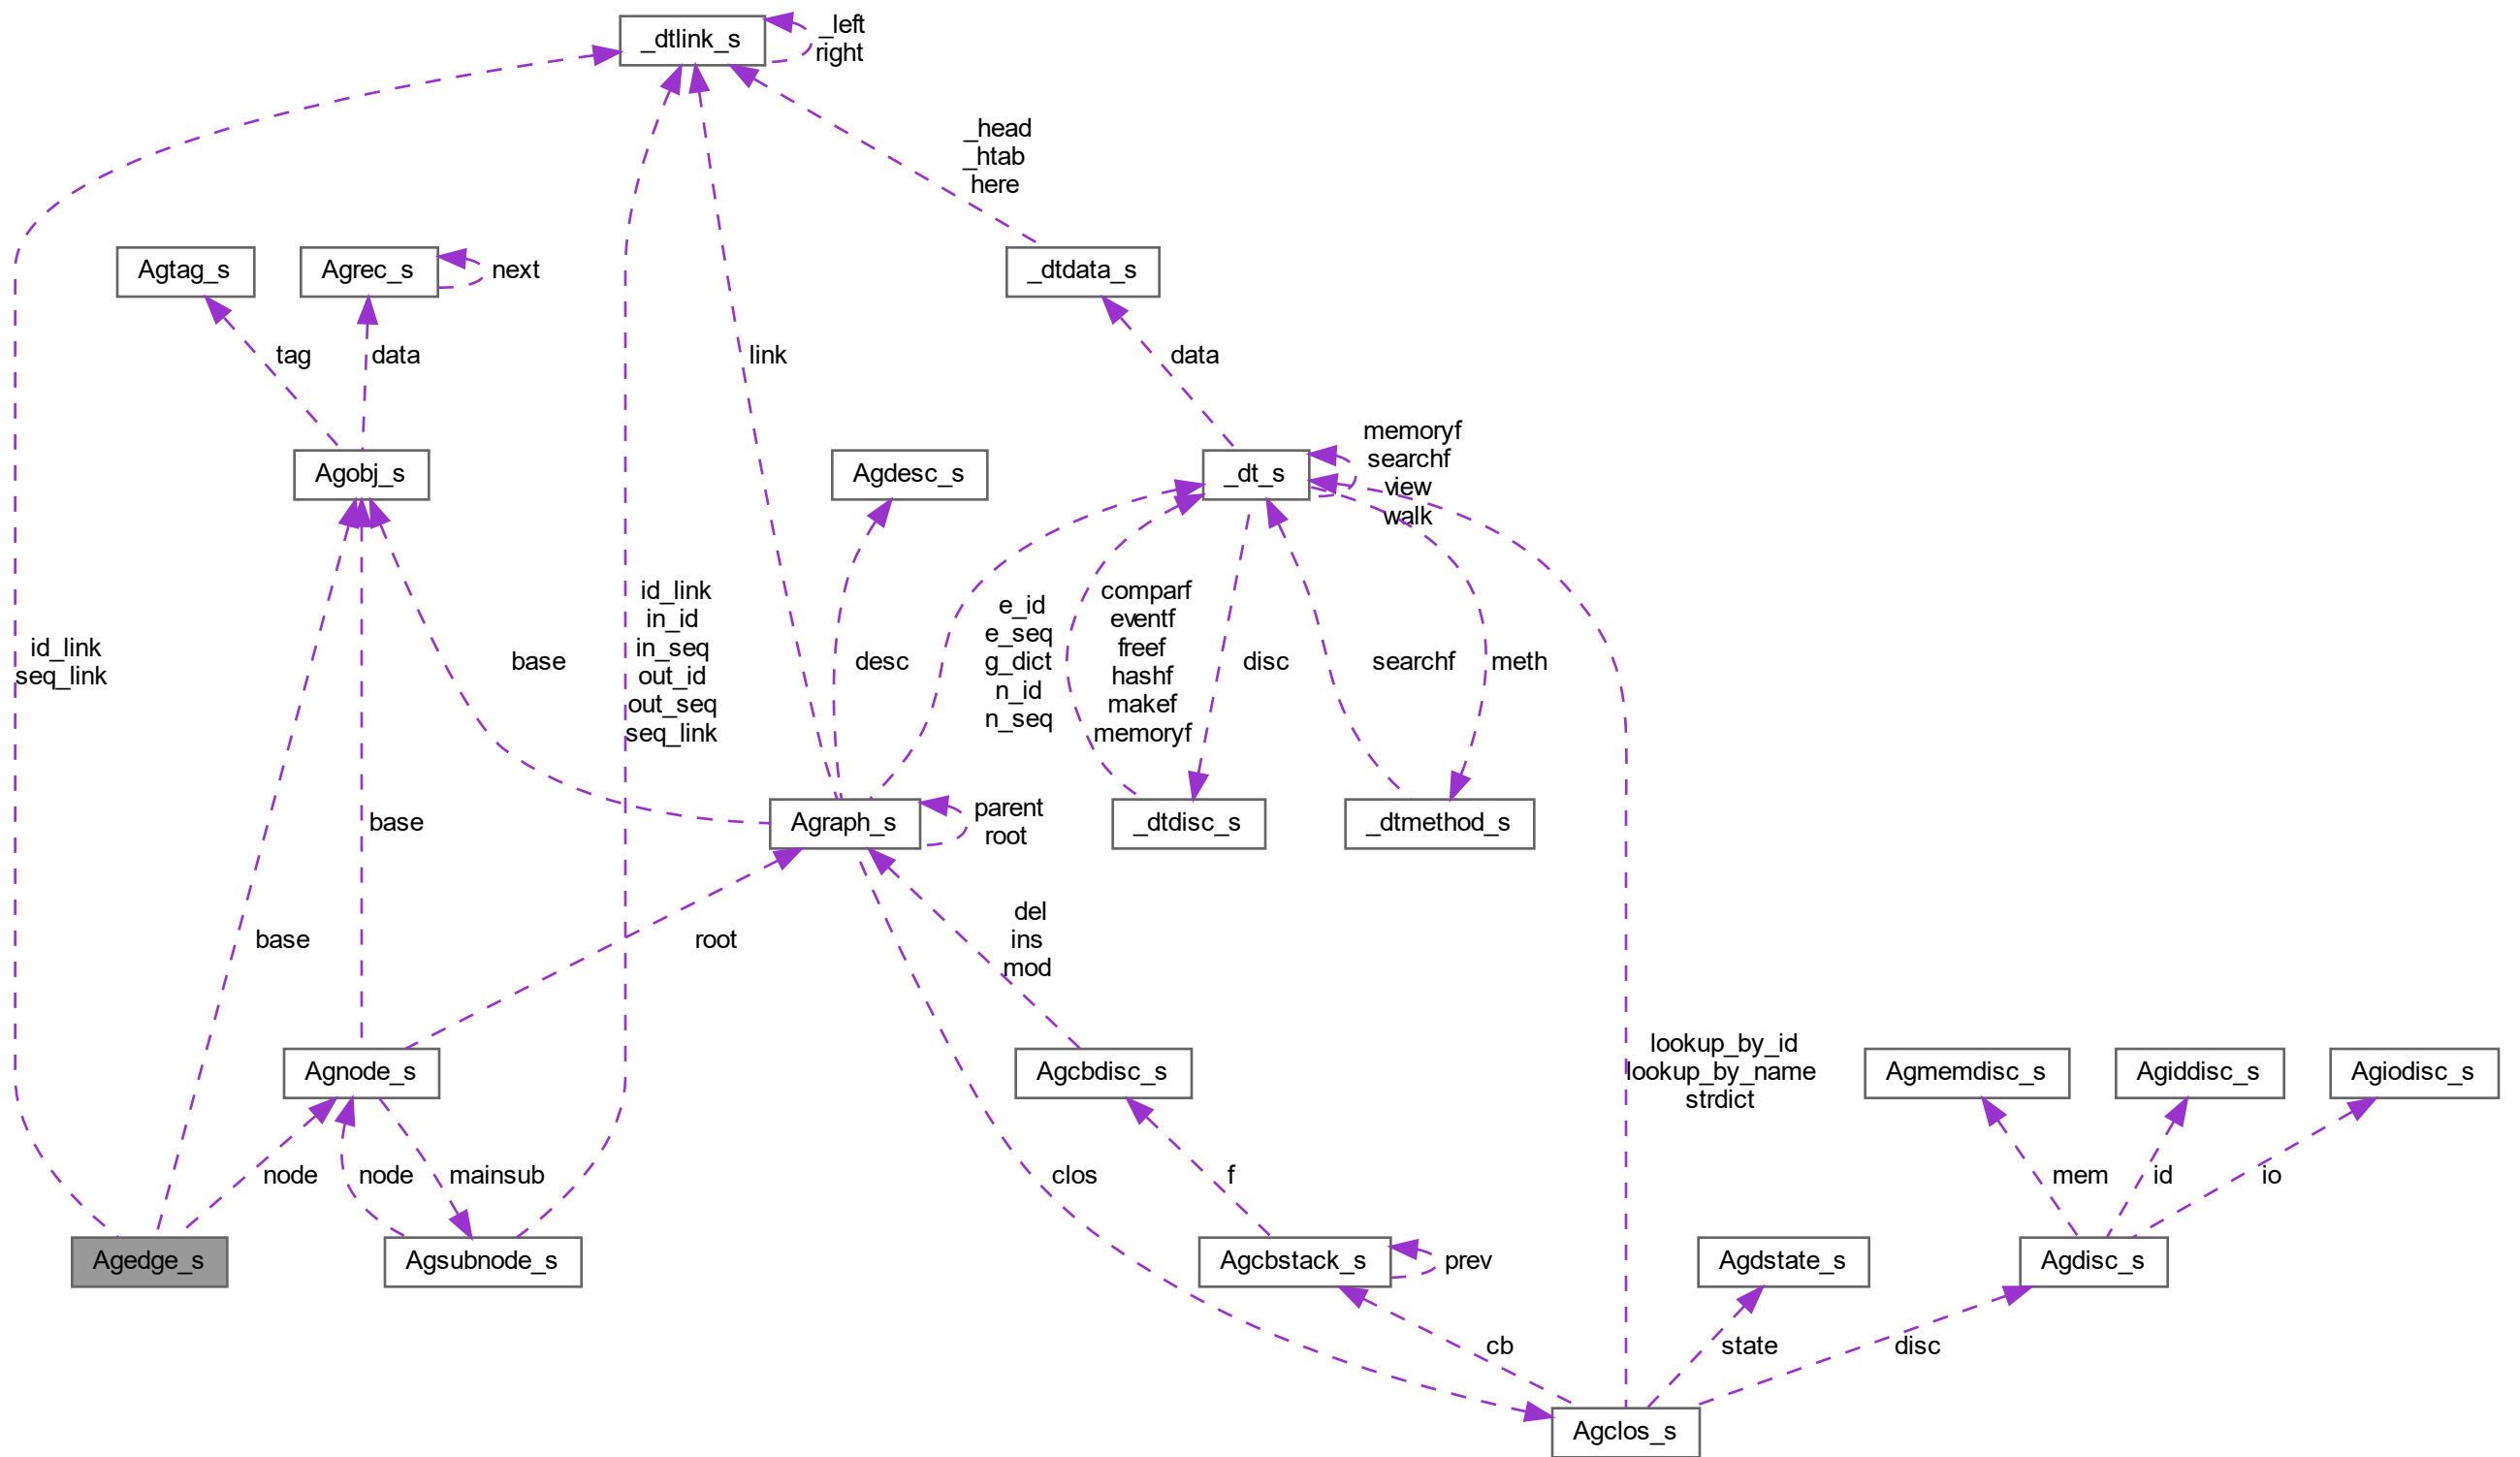 _dtlink_s
_left
right
_head
_htab
here
Agtag_s
Agrec_s
next
_dtdata_s
tag
data
link
data
Agobj_s
Agdesc_s
_dt_s
memoryf
searchf
view
walk
id_link
seq_link
id_link
in_id
in_seq
out_id
out_seq
seq_link
base
desc
e_id
e_seq
g_dict
n_id
n_seq
comparf
eventf
freef
hashf
makef
memoryf
disc
searchf
meth
base
Agraph_s
parent
root
_dtdisc_s
_dtmethod_s
base
root
del
ins
mod
Agnode_s
Agcbdisc_s
lookup_by_id
lookup_by_name
strdict
Agmemdisc_s
Agiddisc_s
Agiodisc_s
node
node
mainsub
clos
f
mem
id
io
Agedge_s
Agsubnode_s
Agcbstack_s
prev
Agdstate_s
Agdisc_s
cb
state
disc
Agclos_s